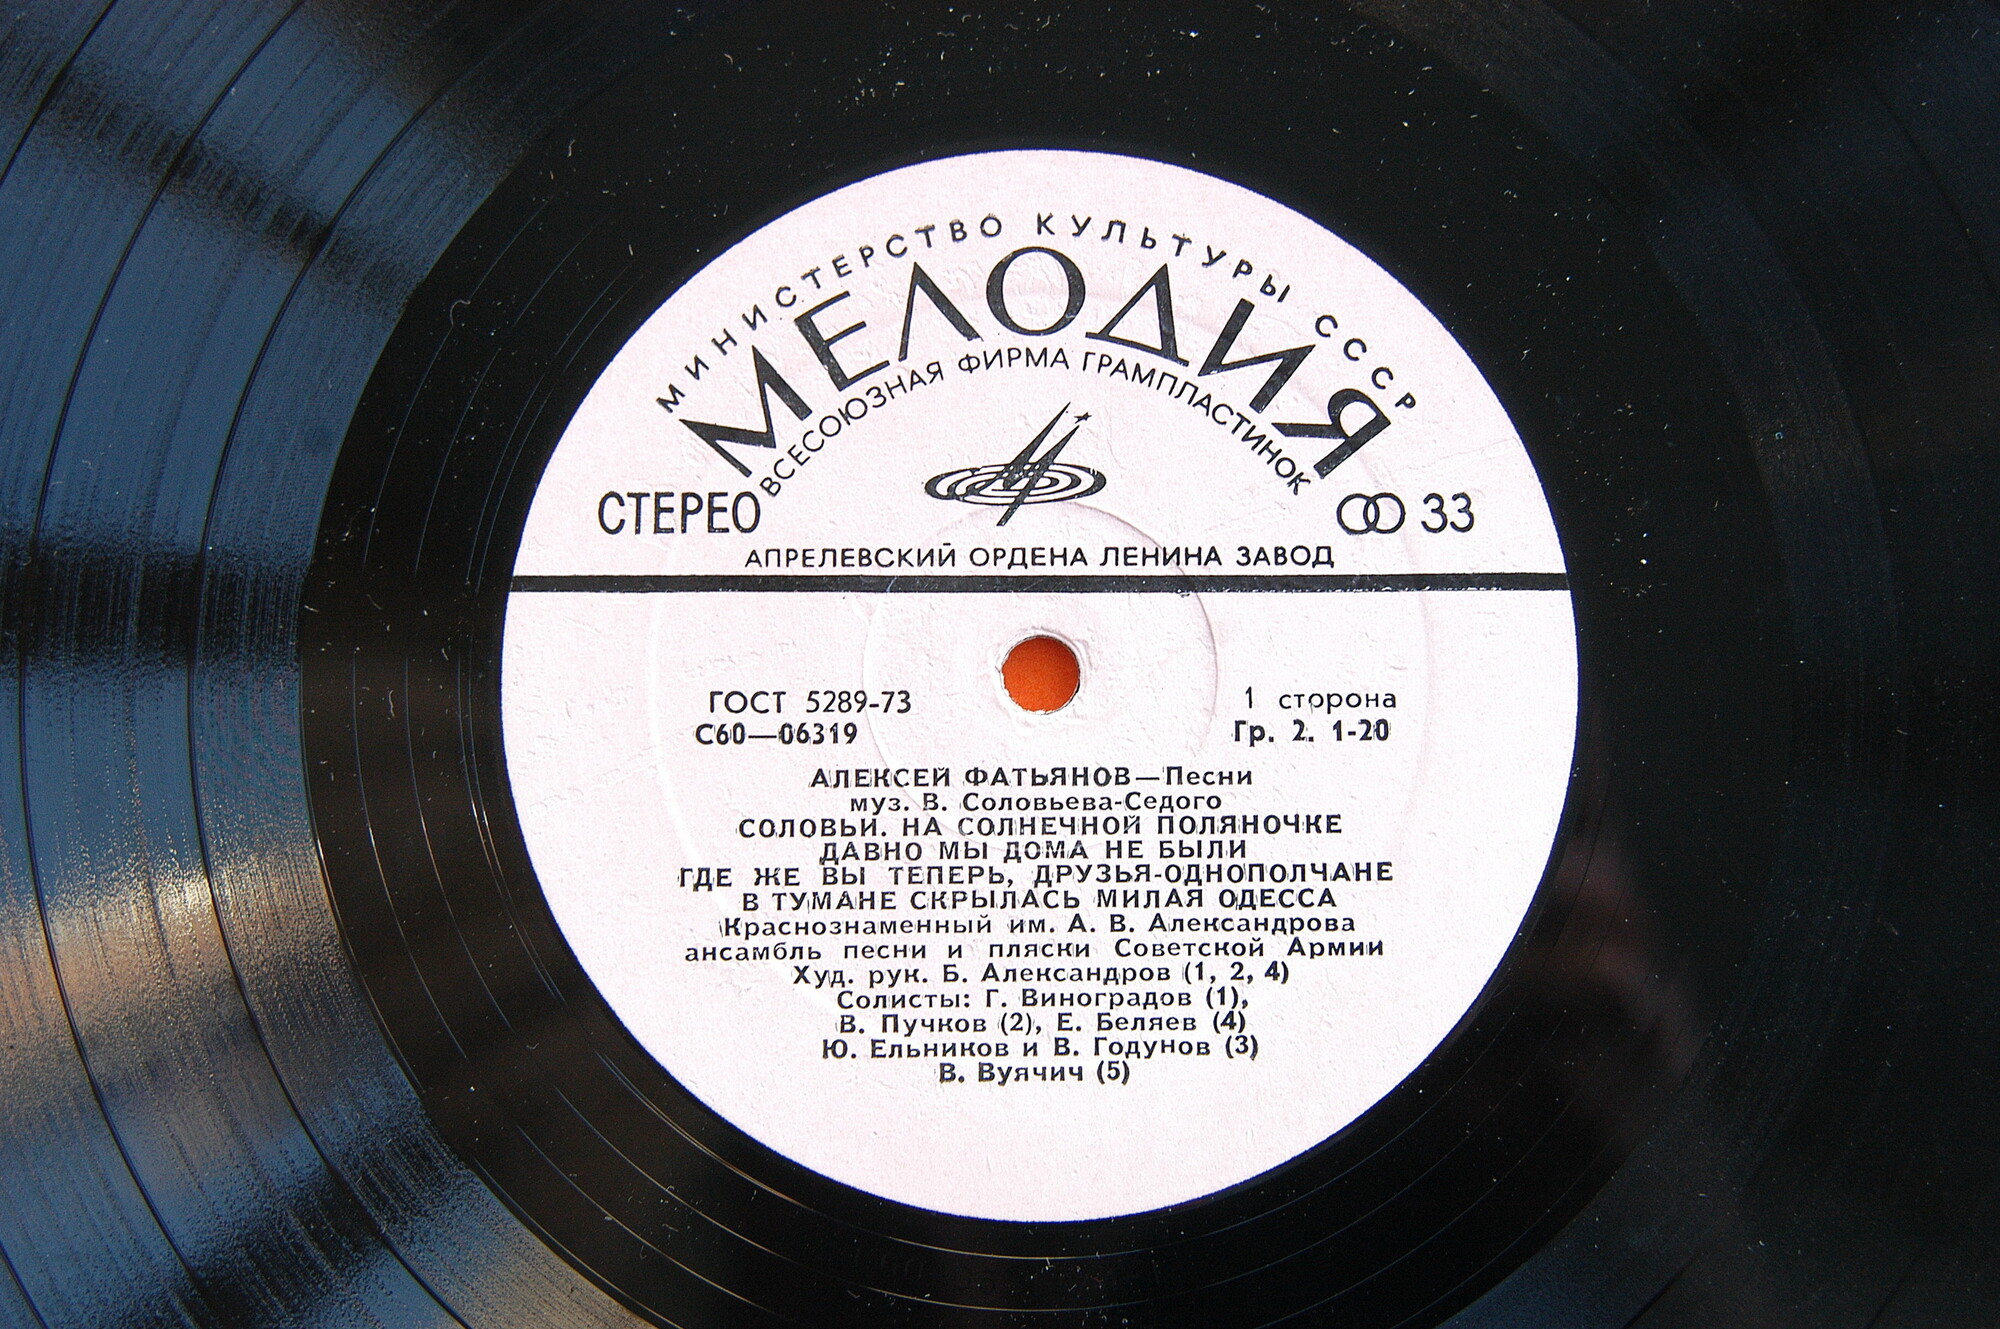 МИНИСТЕРСТВО КУЛЬТУРЫ СССР
МЕЛОДИЯ
ВСЕСОЮЗНАЯ ФИРМА ГРАМПЛАСТИНОК
СТЕРЕО 33
АПРЕЛЕВСКИЙ ОРДЕНА ЛЕНИНА ЗАВОД
ГОСТ 5289-73 1 сторона
С60—06319 Гр. 2. 1-20
АЛЕКСЕЙ ФАТЬЯНОВ—Песни
муз. В. Соловьева-Седого
СОЛОВЬИ. НА СОЛНЕЧНОЙ ПОЛЯНОЧКЕ
ДАВНО МЫ ДОМА НЕ БЫЛИ
ГДЕ ЖЕ ВЫ ТЕПЕРЬ, ДРУЗЬЯ-ОДНОПОЛЧАНЕ
В ТУМАНЕ СКРЫЛАСЬ МИЛАЯ ОДЕССА
Краснознаменный им. А. В. Александрова
ансамбль песни и пляски Советской Армии
Худ. рук. Б. Александров (1, 2, 4)
Солисты: Г. Виноградов (1),
В. Пучков (2), Е. Беляев (4)
Ю. Ельников и В. Годунов (3)
В. Вуячич (5)